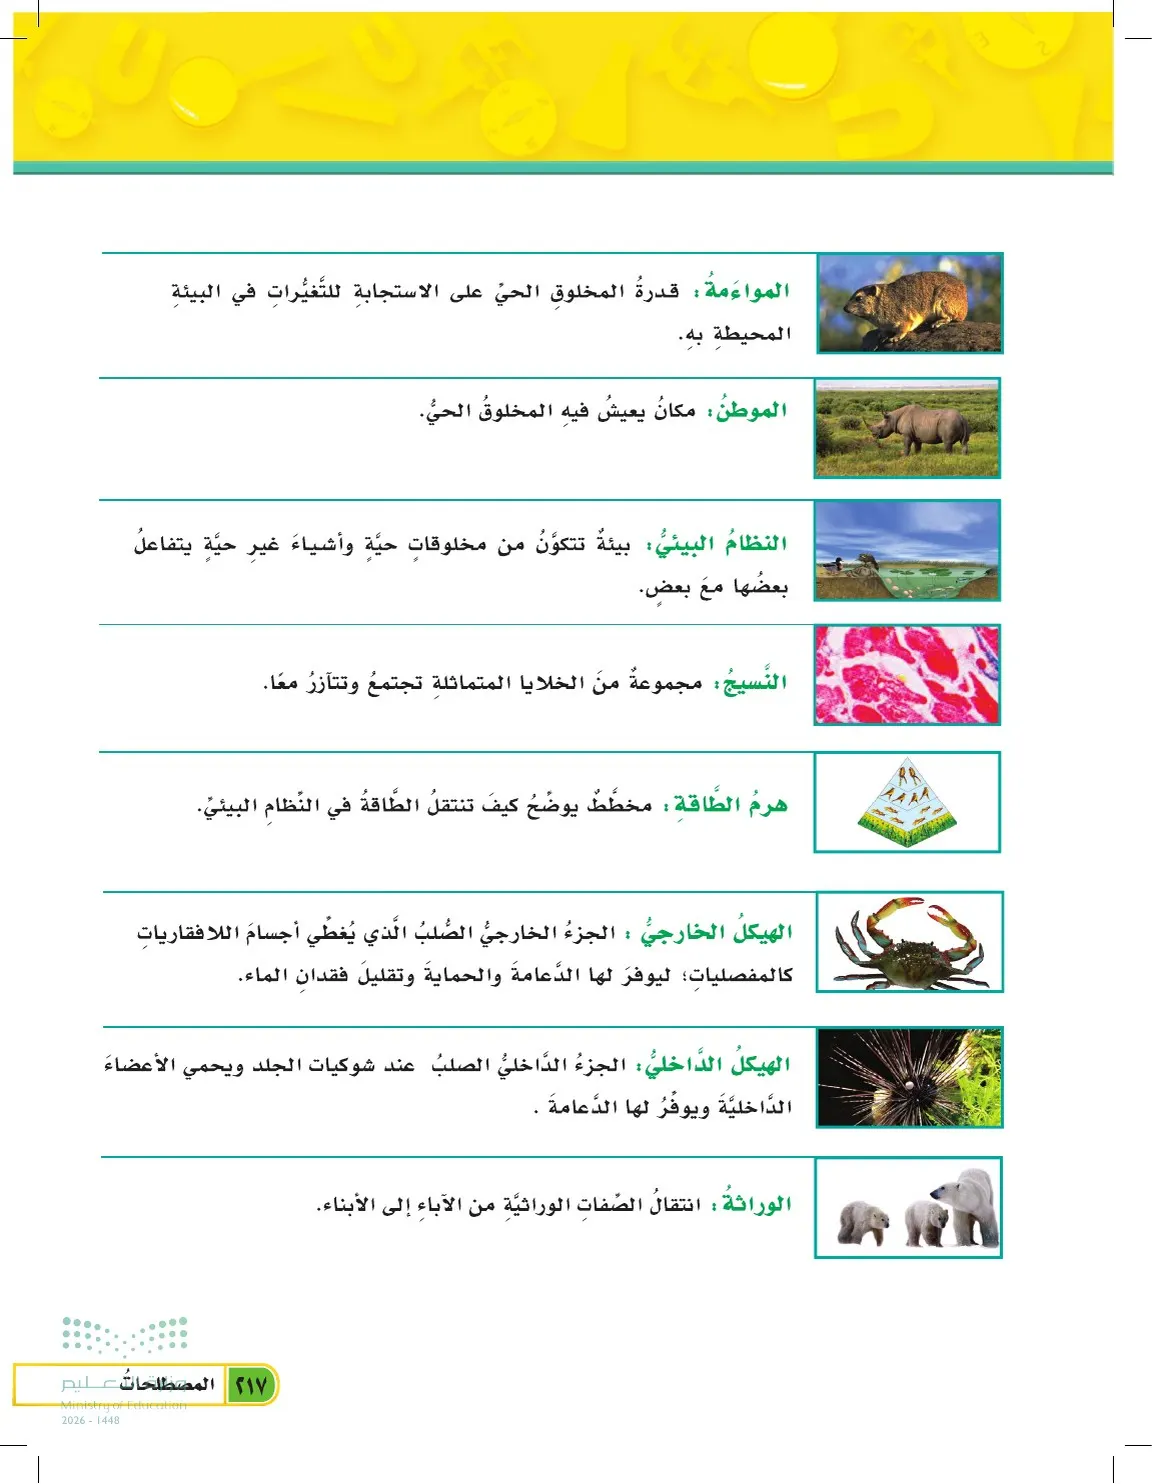 المواءَمةُ: قدرةُ المخلوقِ الحيِّ على الاستجابةِ للتَّغيُّراتِ في البيئةِ
المحيطةِ بهِ.
الموطنُ: مكانُ يعيشُ فيهِ المخلوقُ الحيُّ.
النظامُ البيئيُّ: بيئةٌ تتكوَّنُ من مخلوقاتٍ حيَّةٍ وأشياءَ غيرِ حيَّةٍ يتفاعلُ
بعضُها معَ بعضٍ.
النَّسيجُ: مجموعةٌ منَ الخلايا المتماثلةِ تجتمعُ وتتآزرُ معًا.
هرمُ الطَّاقةِ: مخطَّطٌ يوضِّحُ كيفَ تنتقلُ الطَّاقةُ في النِّظامِ البيئيِّ.
الهيكلُ الخارجيُّ : الجزءُ الخارجيُّ الصُّلبُ الَّذي يُغطِّي أجسامَ اللافقارياتِ
كالمفصلياتِ؛ ليوفرَ لها الدَّعامةَ والحمايةَ وتقليلَ فقدانِ الماء.
الهيكلُ الدَّاخليُّ: الجزءُ الدَّاخليُّ الصلبُ عند شوكيات الجلد ويحمي الأعضاءَ
الدَّاخليَّةَ ويوفِّرُ لها الدَّعامةَ .
الوراثةُ: انتقالُ الصِّفاتِ الوراثيَّةِ من الآباءِ إلى الأبناء.
المصطلحاتُ ٢١٧
وزارة التعليم
Ministry of Education
2026 - 1448